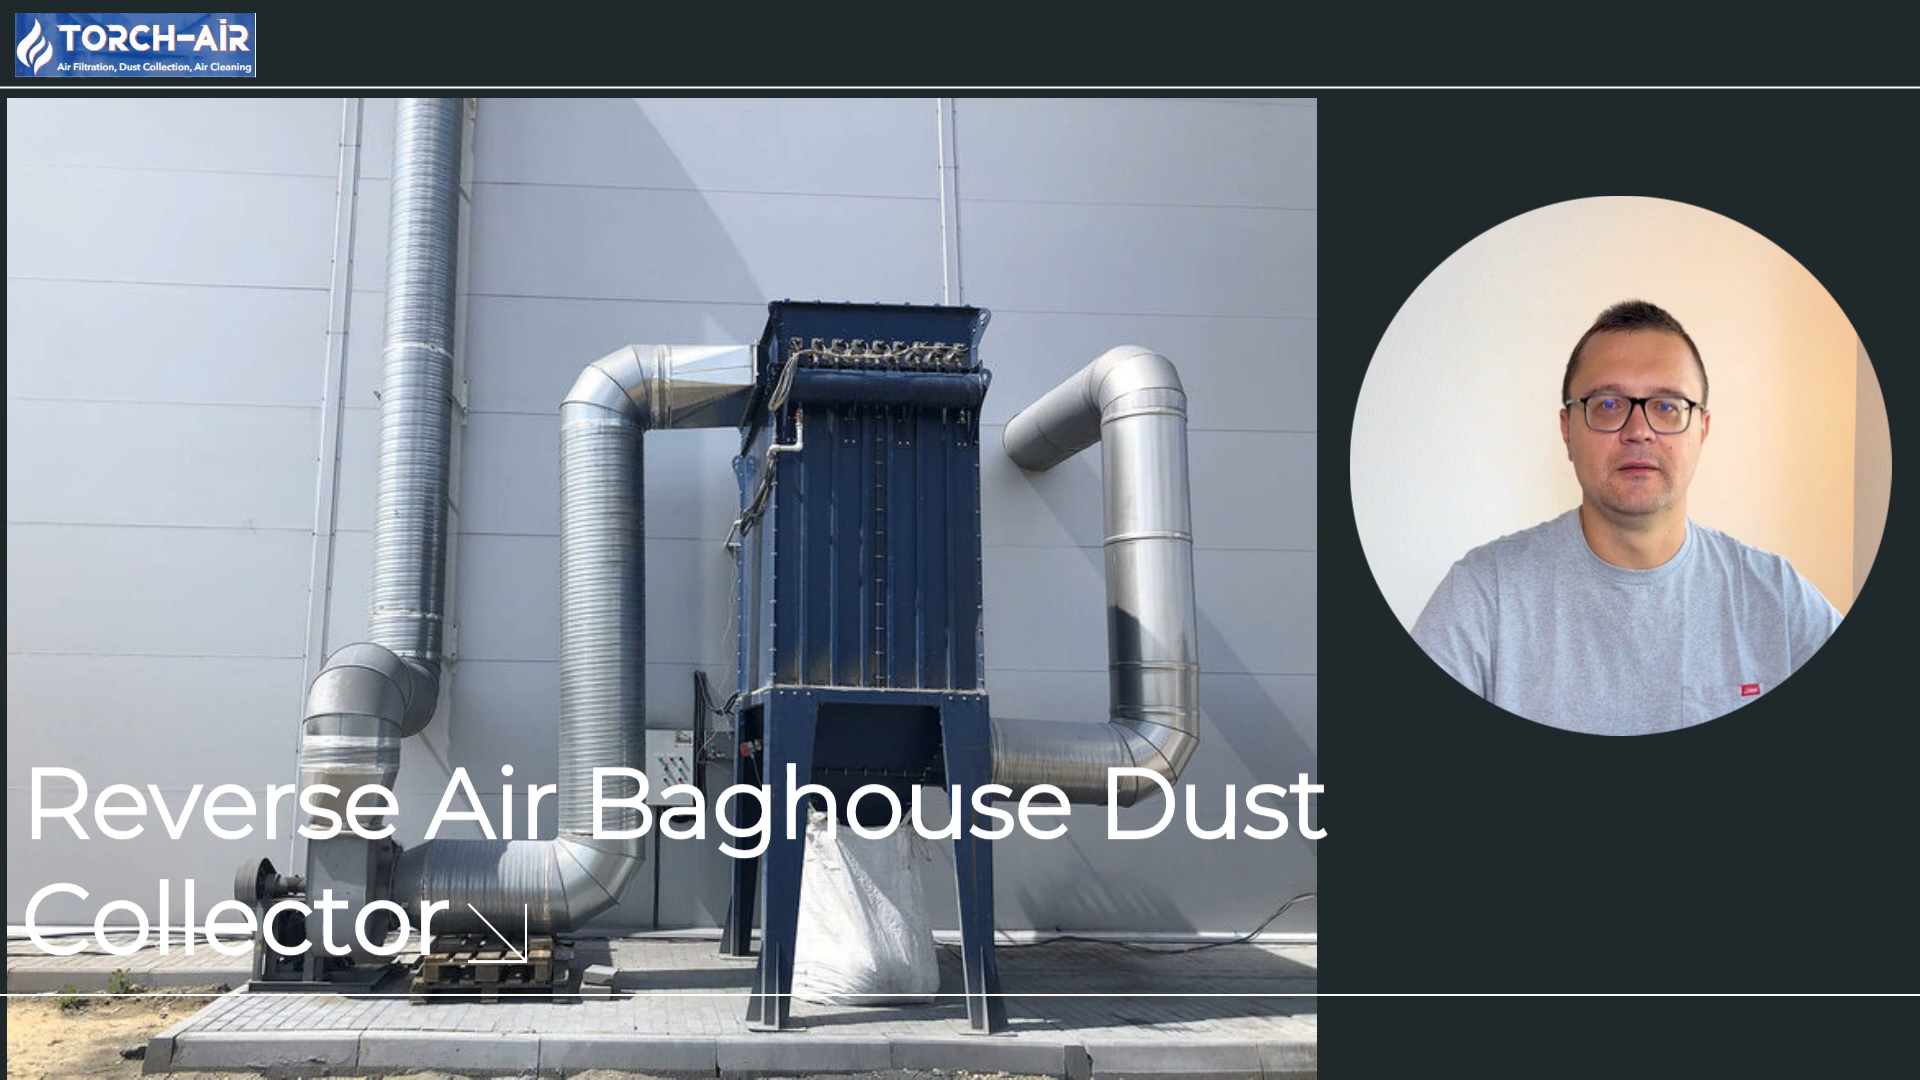 TORCH-AIR
Air Filtration, Dust Collection, Air Cleaning
Reverse Air Baghouse Dust
Collector